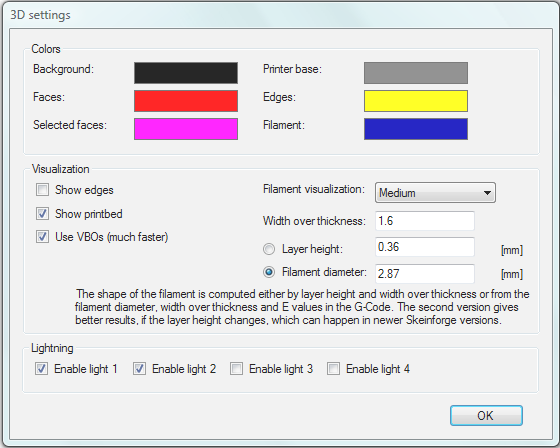 3D settings
Colors
Background: Printer base:
Faces: Edges:
Selected faces: Filament:
Visualization
Show edges Filament visualization: Medium
Show printbed Width over thickness: 1.6
Use VBOs (much faster) Layer height: 0.36 [mm]
Filament diameter: 2.87 [mm]
The shape of the filament is computed either by layer height and width over thickness or from the
filament diameter, width over thickness and E values in the G-Code. The second version gives
better results, if the layer height changes, which can happen in newer Skeinforge versions.
Lightning
Enable light 1 Enable light 2 Enable light 3 Enable light 4
OK